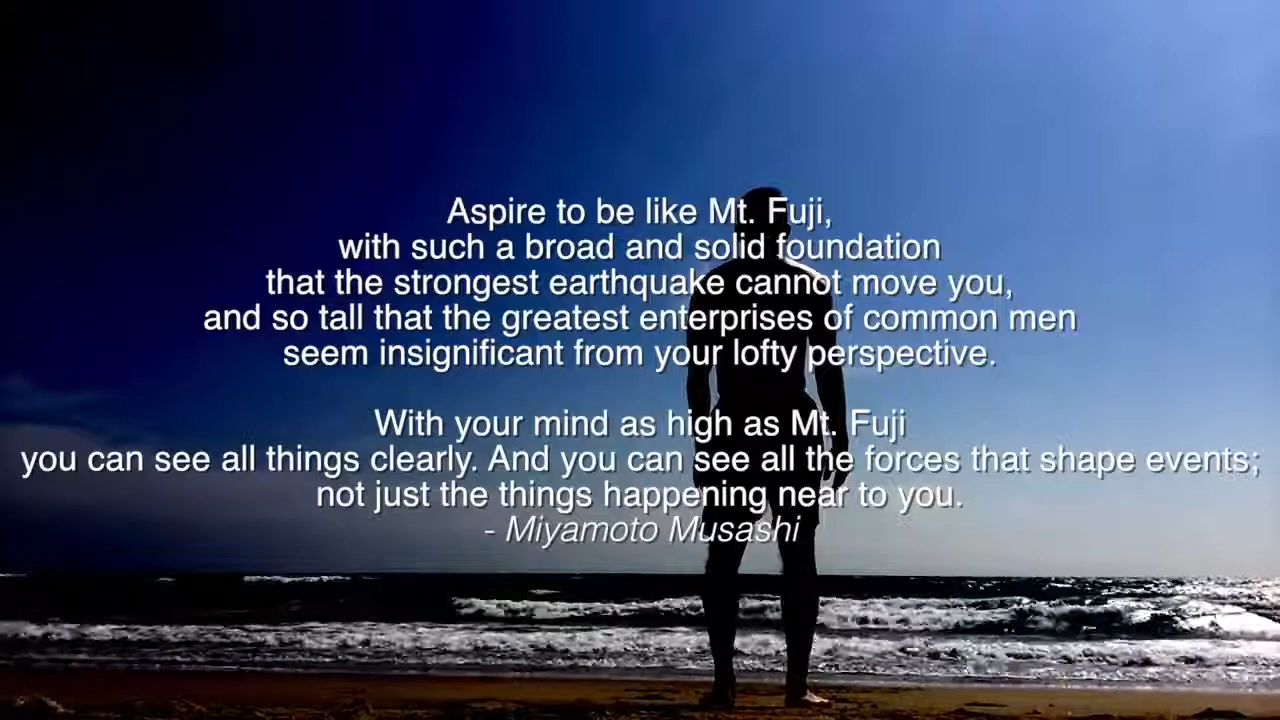 Aspire to be like Mt. Fuji,
with such a broad and solid foundation
that the strongest earthquake cannot move you,
and so tall that the greatest enterprises of common men
seem insignificant from your lofty perspective.
With your mind as high as Mt. Fuji
you can see all things clearly. And you can see all the forces that shape events;
not just the things happening near to you.
- Miyamoto Musashi